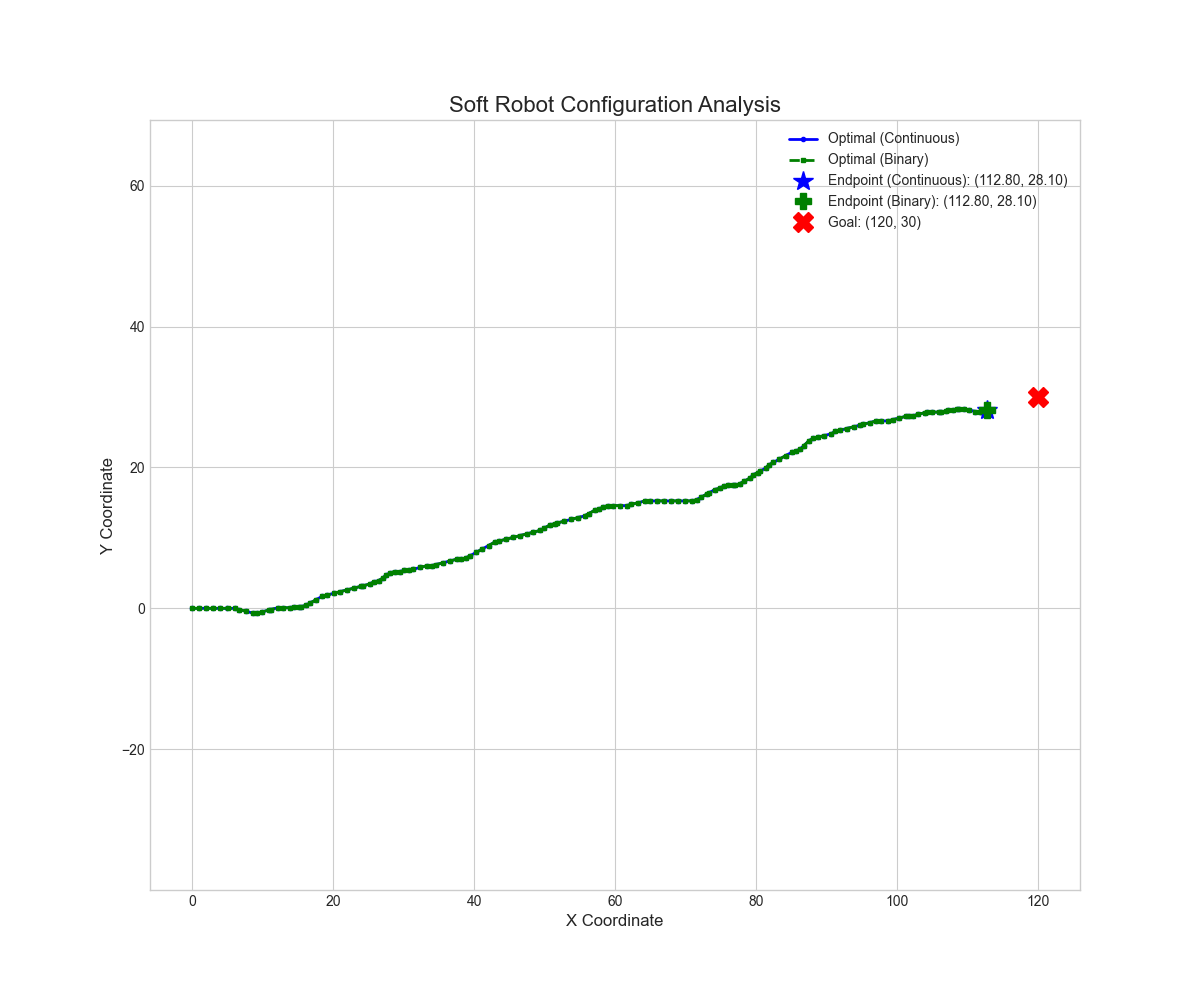 Soft Robot Configuration Analysis
Optimal (Continuous)
Optimal (Binary)
Endpoint (Continuous): (112.80, 28.10)
Endpoint (Binary): (112.80, 28.10)
Goal: (120, 30)
60
40
20
0
−20
Y Coordinate
0 20 40 60 80 100 120
X Coordinate